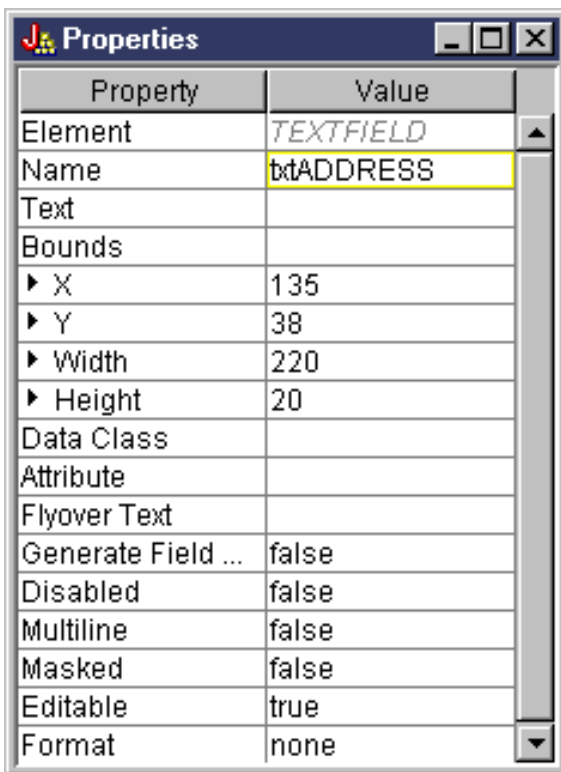 Properties
Property Value
Element TEXTFIELD
Name txtADDRESS
Text
Bounds
X 135
Y 38
Width 220
Height 20
Data Class
Attribute
Flyover Text
Generate Field ... false
Disabled false
Multiline false
Masked false
Editable true
Format none